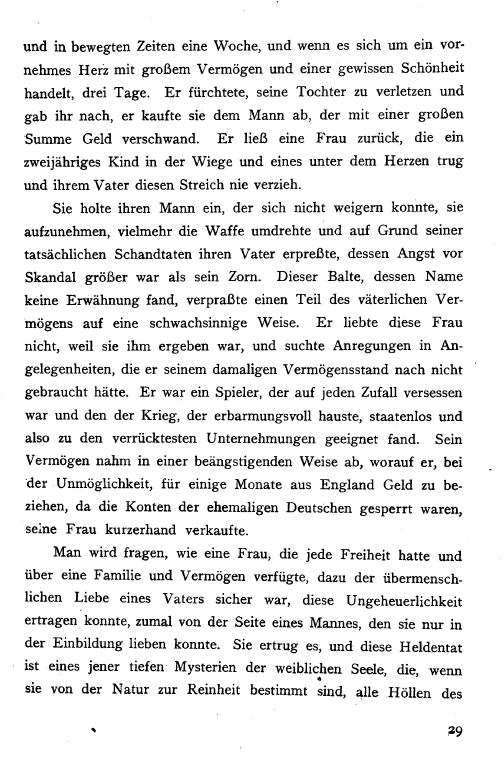 und in bewegten Zeiten eine Woche, und wenn es sich um ein vor-
nehmes Herz mit großem Vermögen und einer gewissen Schönheit
handelt, drei Tage. Er fürchtete, seine Tochter zu verletzen und
gab ihr nach, er kaufte sie dem Mann ab, der mit einer großen
Summe Geld verschwand. Er ließ eine Frau zurück, die ein
zweijähriges Kind in der Wiege und eines unter dem Herzen trug
und ihrem Vater diesen Streich nie verzieh.
Sie holte ihren Mann ein, der sich nicht weigern konnte, sie
aufzunehmen, vielmehr die Waffe umdrehte und auf Grund seiner
tatsächlichen Schandtaten ihren Vater erpreßte, dessen Angst vor
Skandal größer war als sein Zorn. Dieser Balte, dessen Name
keine Erwähnung fand, verpraßte einen Teil des väterlichen Ver-
mögens auf eine schwachsinnige Weise. Er liebte diese Frau
nicht, weil sie ihm ergeben war, und suchte Anregungen in An-
gelegenheiten, die er seinem damaligen Vermögensstand nach nicht
gebraucht hätte. Er war ein Spieler, der auf jeden Zufall versessen
war und den der Krieg, der erbarmungsvoll hauste, staatenlos und
also zu den verrücktesten Unternehmungen geeignet fand. Sein
Vermögen nahm in einer beängstigenden Weise ab, worauf er, bei
der Unmöglichkeit, für einige Monate aus England Geld zu be-
ziehen, da die Konten der ehemaligen Deutschen gesperrt waren,
seine Frau kurzerhand verkaufte.
Man wird fragen, wie eine Frau, die jede Freiheit hatte und
über eine Familie und Vermögen verfügte, dazu der übermensch-
lichen Liebe eines Vaters sicher war, diese Ungeheuerlichkeit
ertragen konnte, zumal von der Seite eines Mannes, den sie nur in
der Einbildung lieben konnte. Sie ertrug es, und diese Heldentat
ist eines jener tiefen Mysterien der weiblichen Seele, die, wenn
sie von der Natur zur Reinheit bestimmt sind, alle Höllen des
29